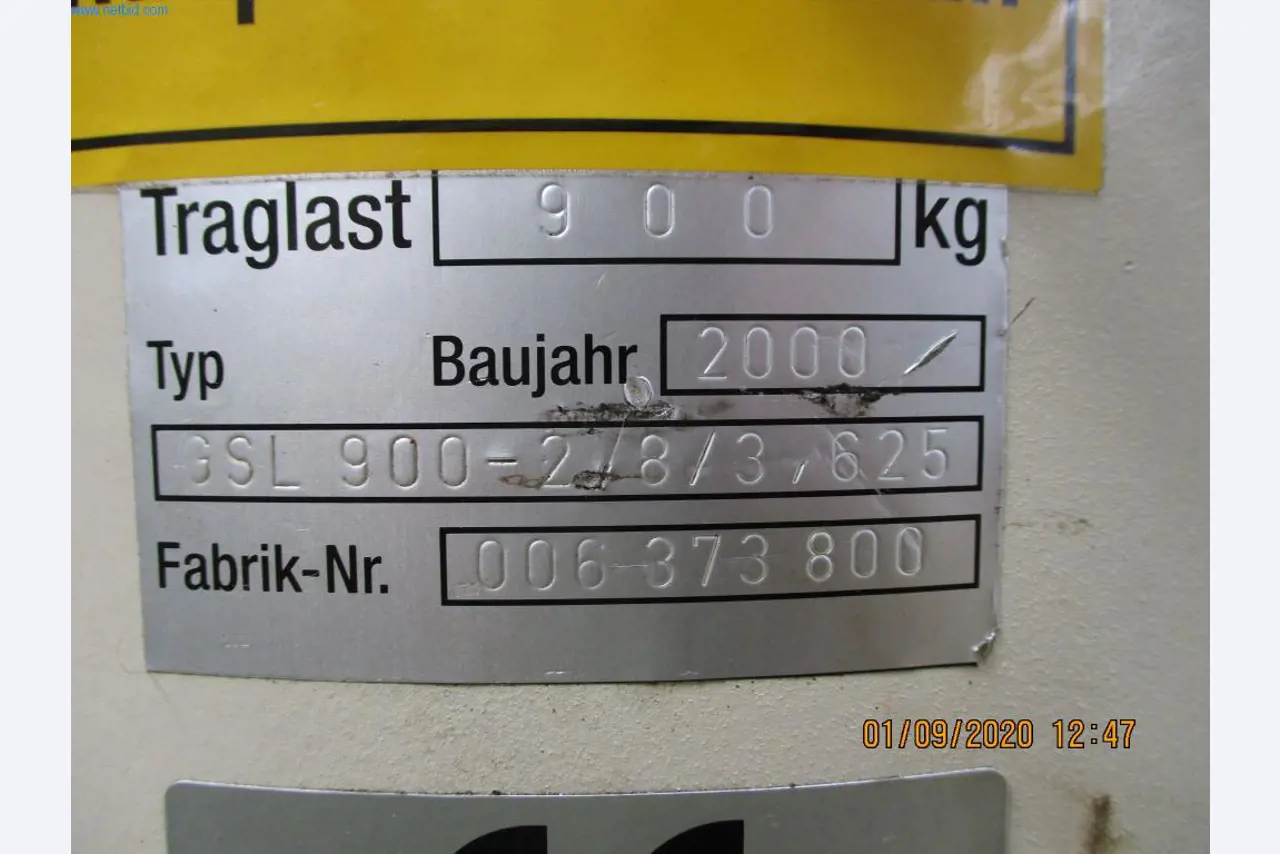 www.netbid.com
Traglast 900 kg
Typ Baujahr 2000
GSL 900-2/8/3,625
Fabrik-Nr. 006-373 800
01/09/2020 12:47